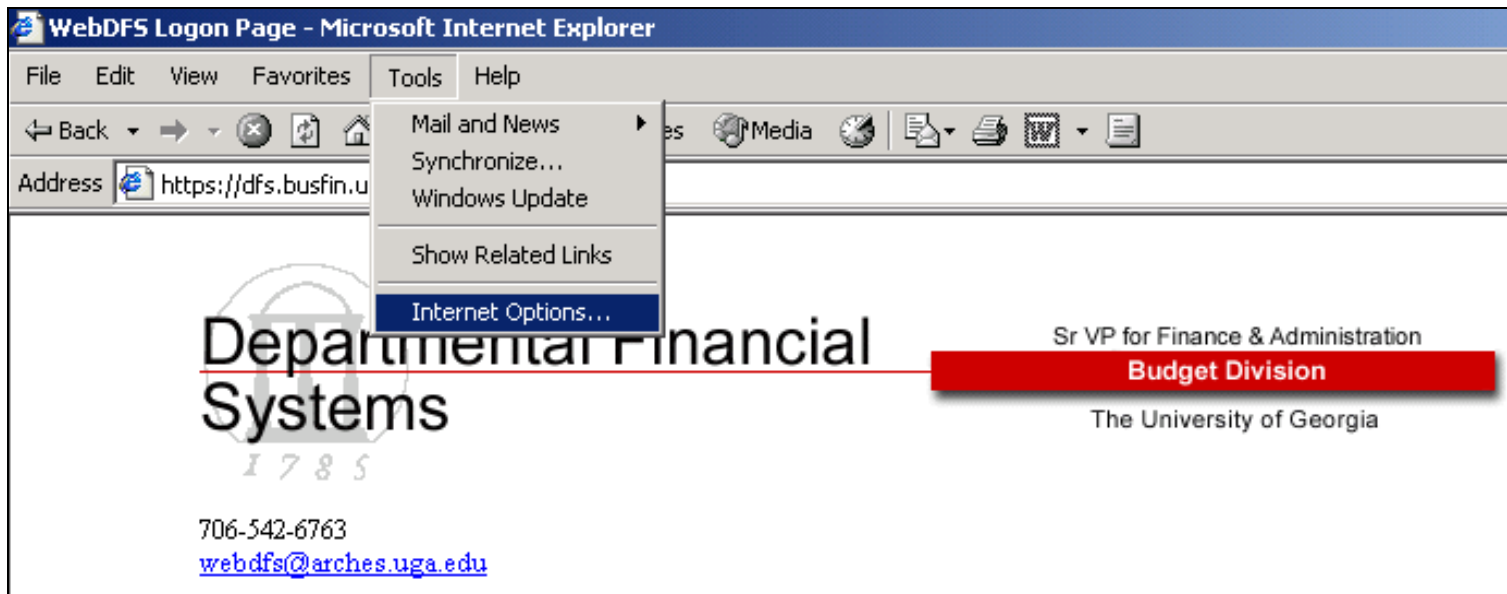 WebDFS Logon Page - Microsoft Internet Explorer
File Edit View Favorites Tools Help
Back Media
Mail and News
Synchronize...
Address https://dfs.busfin.u
Windows Update
Show Related Links
Internet Options...
Departmental Financial
Systems
1785
Sr VP for Finance & Administration
Budget Division
The University of Georgia
706-542-6763
webdfs@arches.uga.edu